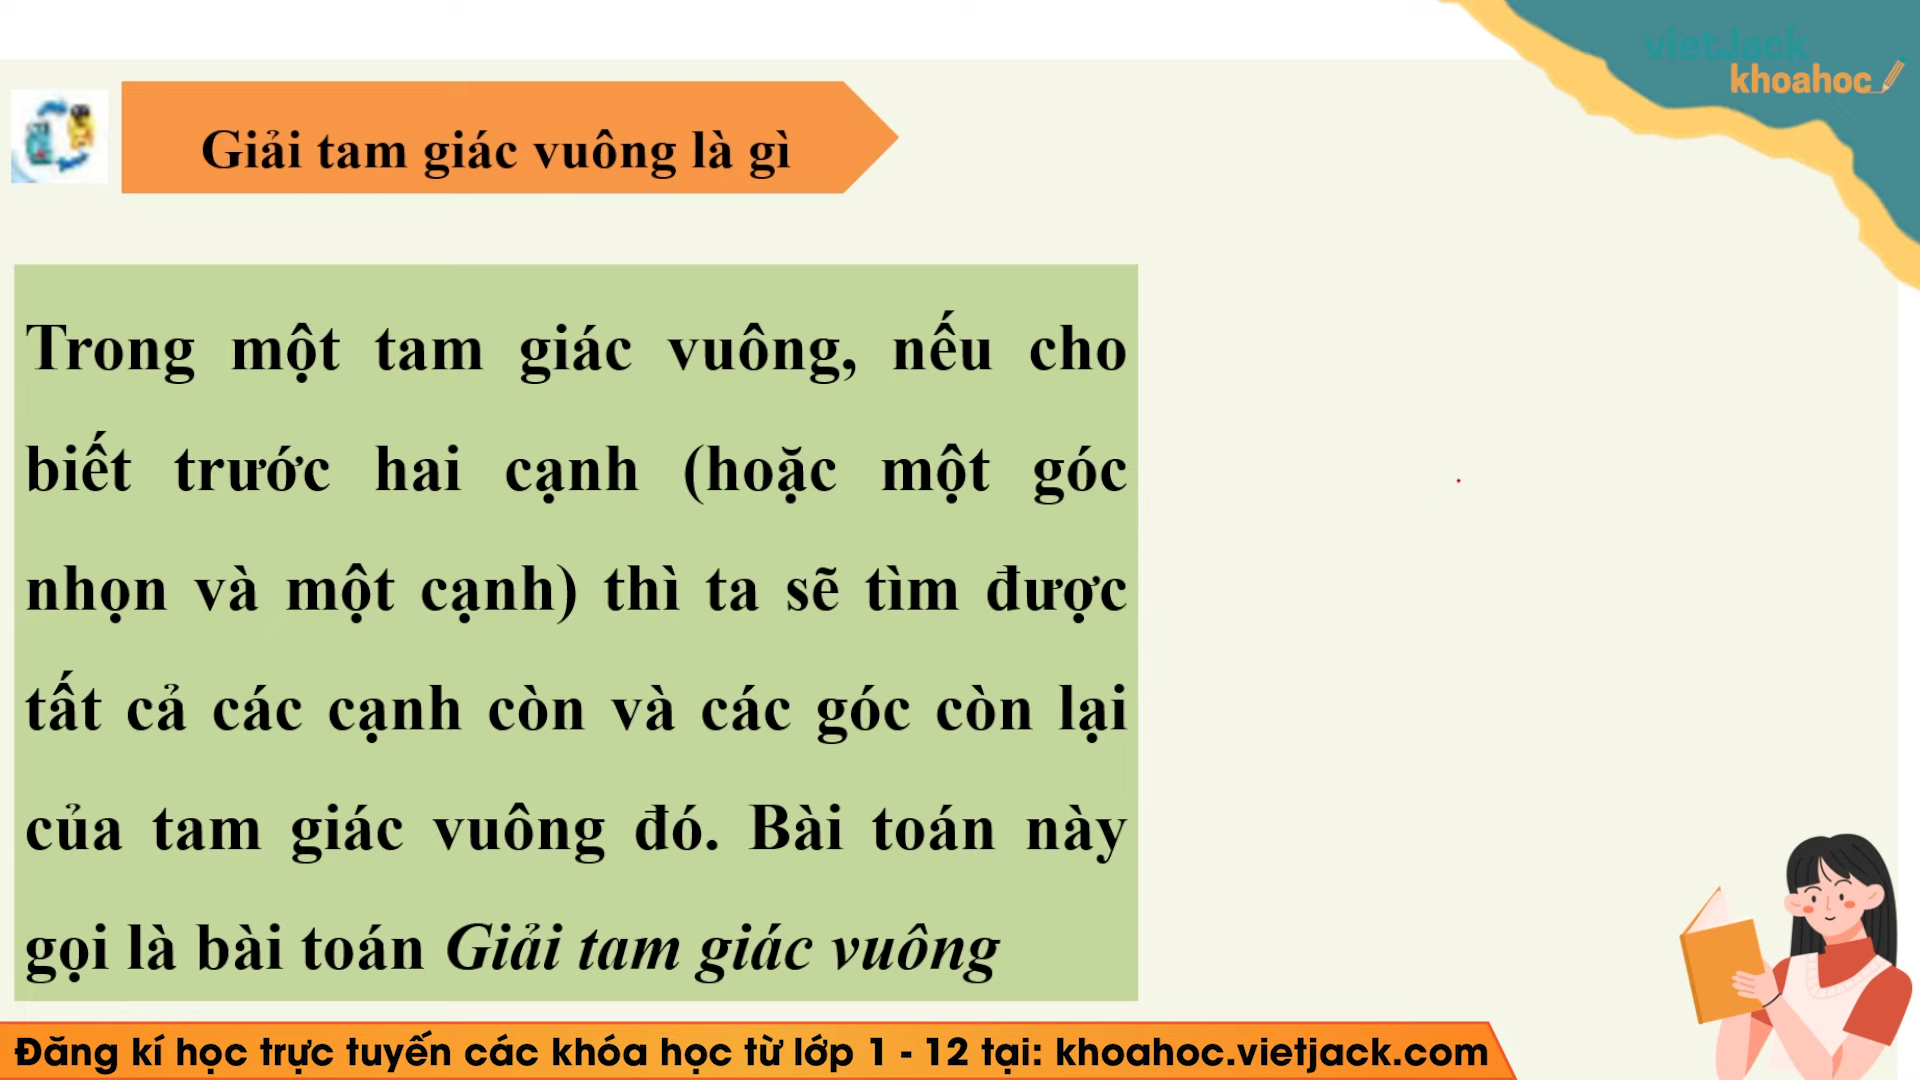 vietJack
khoahoc
Giải tam giác vuông là gì
Trong một tam giác vuông, nếu cho
biết trước hai cạnh (hoặc một góc
nhọn và một cạnh) thì ta sẽ tìm được
tất cả các cạnh còn và các góc còn lại
của tam giác vuông đó. Bài toán này
gọi là bài toán Giải tam giác vuông
Đăng kí học trực tuyến các khóa học từ lớp 1 - 12 tại: khoahoc.vietjack.com